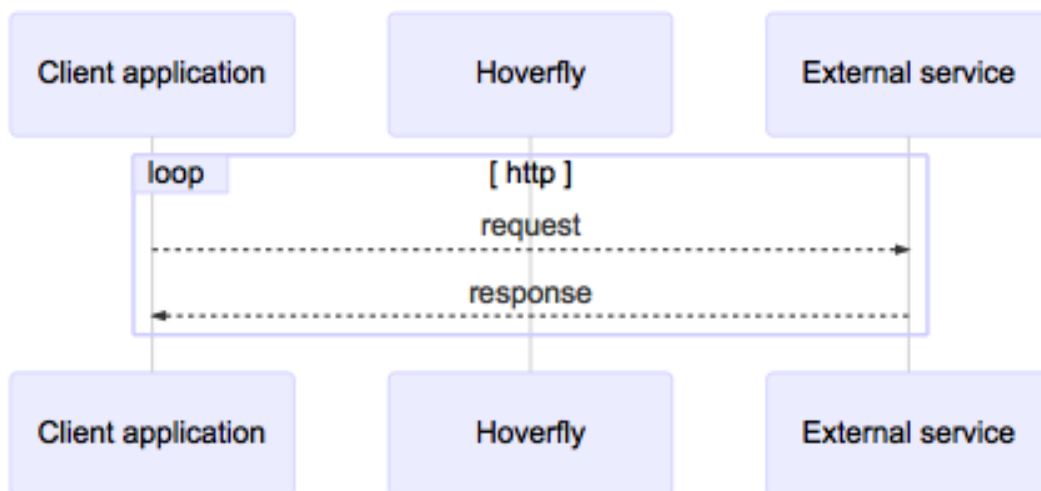 Client application Hoverfly External service
loop [ http ]
request
response
Client application Hoverfly External service